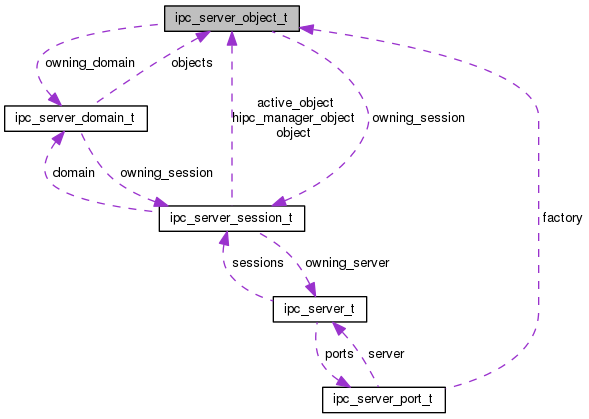 ipc_server_object_t
owning_domain
objects
active_object
hipc_manager_object
object
owning_session
ipc_server_domain_t
domain
owning_session
ipc_server_session_t
factory
sessions
owning_server
ipc_server_t
ports
server
ipc_server_port_t